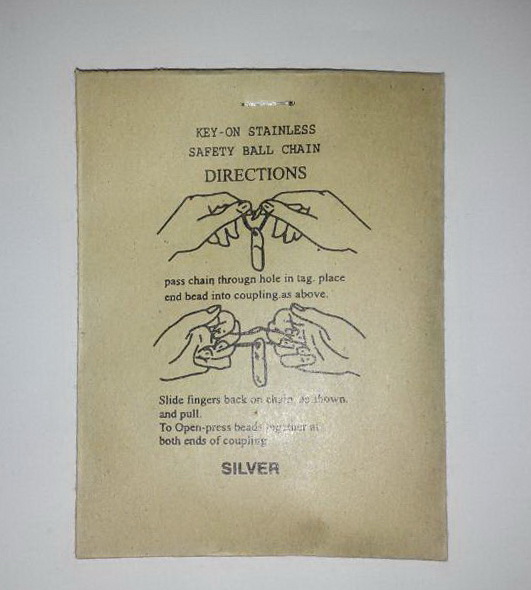 KEY-ON STAINLESS
SAFETY BALL CHAIN
DIRECTIONS
pass chain through hole in tag. place
end bead into coupling.as above.
Slide fingers back on chain, as shown.
and pull.
To Open-press beads together at
both ends of coupling
SILVER